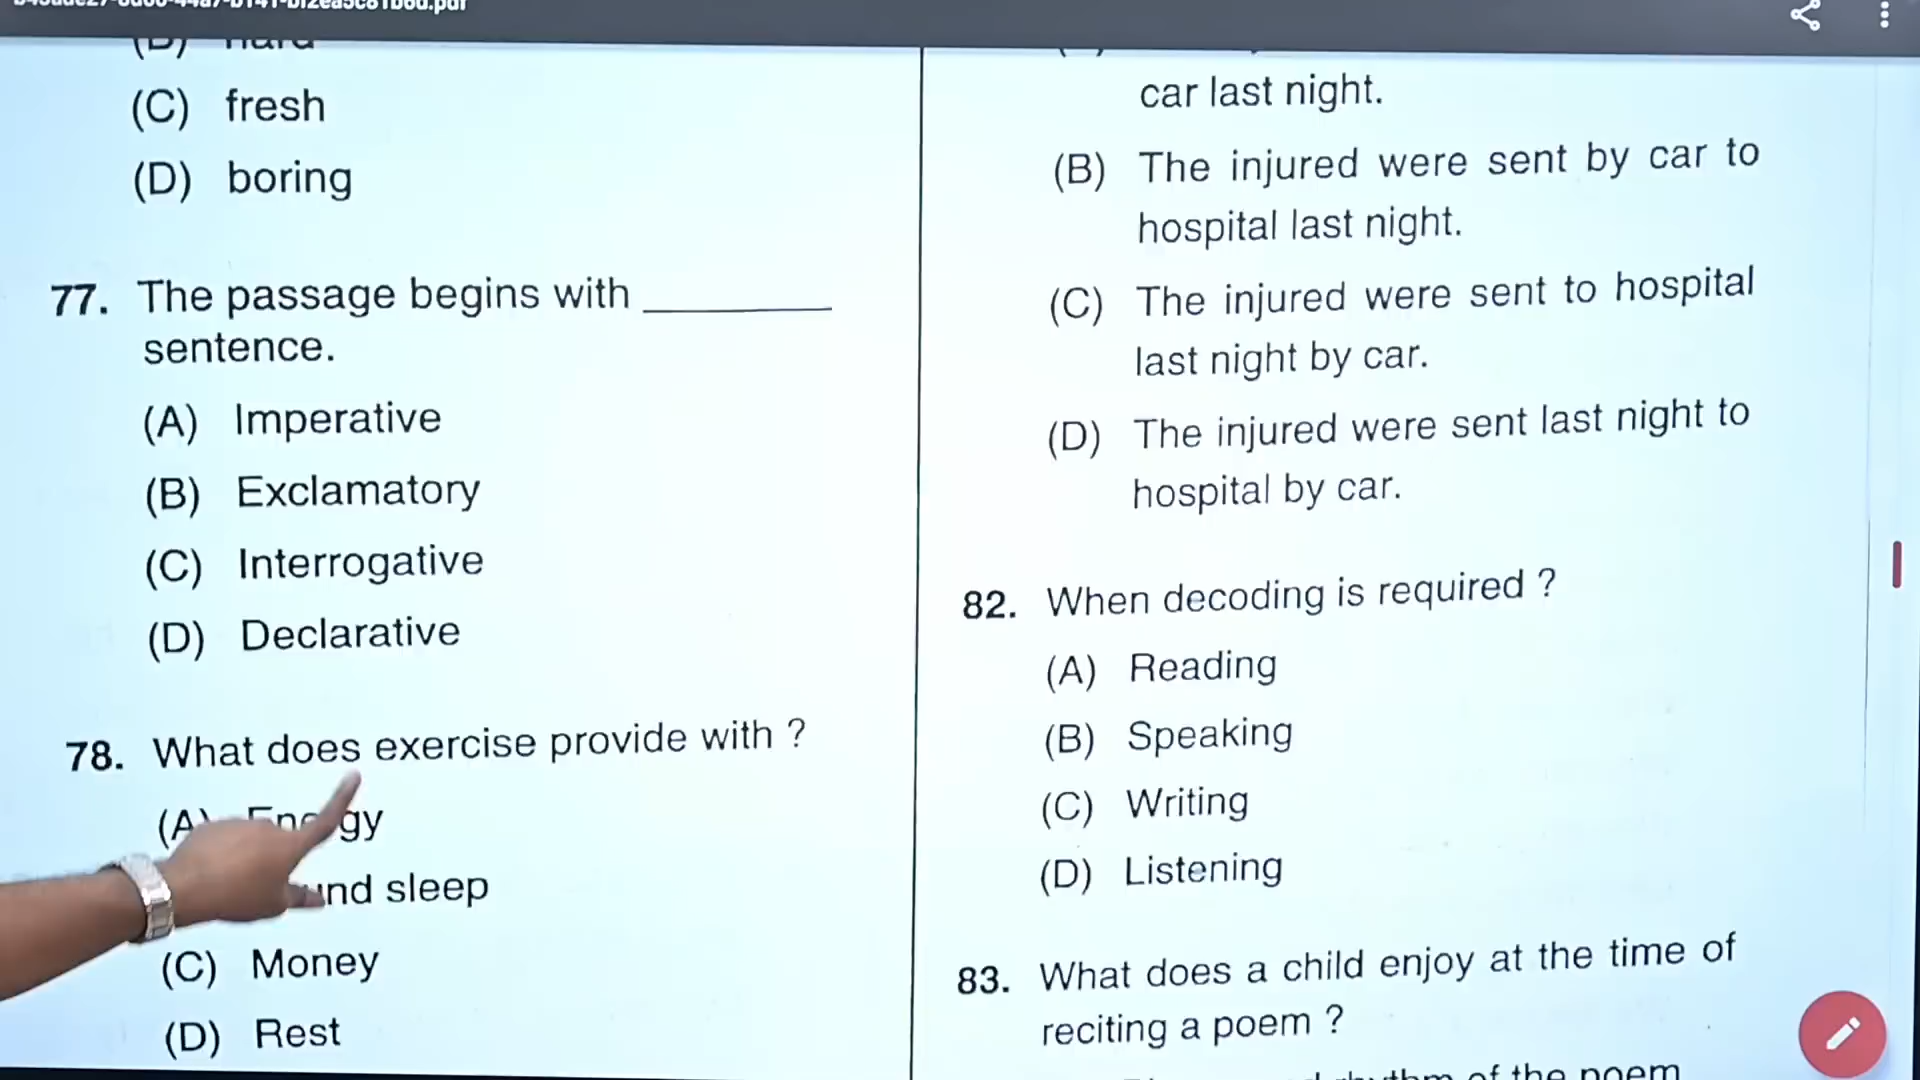 (C) fresh
(D) boring
77. The passage begins with ________
sentence.
(A) Imperative
(B) Exclamatory
(C) Interrogative
(D) Declarative
78. What does exercise provide with ?
(A)
sleep
(C) Money
(D) Rest
car last night.
(B) The injured were sent by car to
hospital last night.
(C) The injured were sent to hospital
last night by car.
(D) The injured were sent last night to
hospital by car.
82. When decoding is required ?
(A) Reading
(B) Speaking
(C) Writing
(D) Listening
83. What does a child enjoy at the time of
reciting a poem ?
of the poem